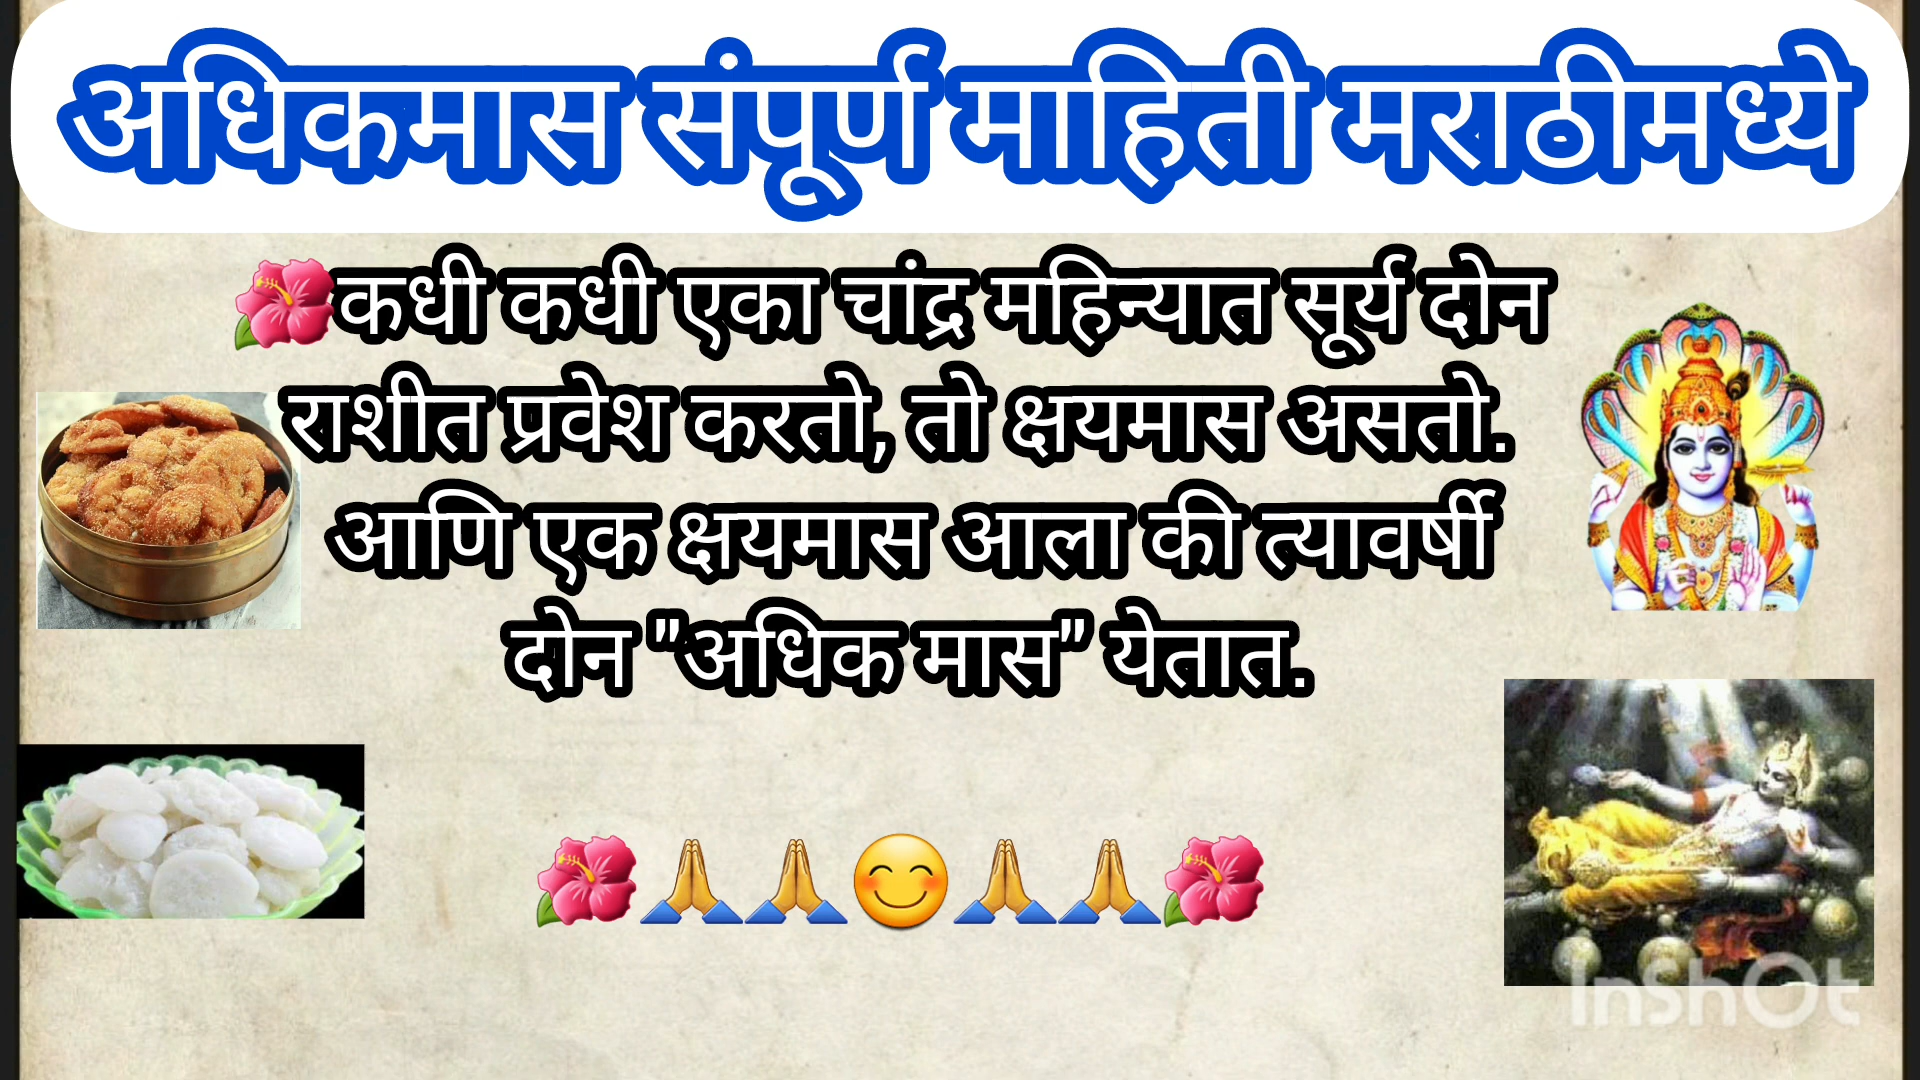 अधिकमास संपूर्ण माहिती मराठीमध्ये
🌺कधी कधी एका चांद्र महिन्यात सूर्य दोन
राशीत प्रवेश करतो, तो क्षयमास असतो.
आणि एक क्षयमास आला की त्यावर्षी
दोन "अधिक मास" येतात.
🌺🙏🙏😊🙏🙏🌺
InShOt